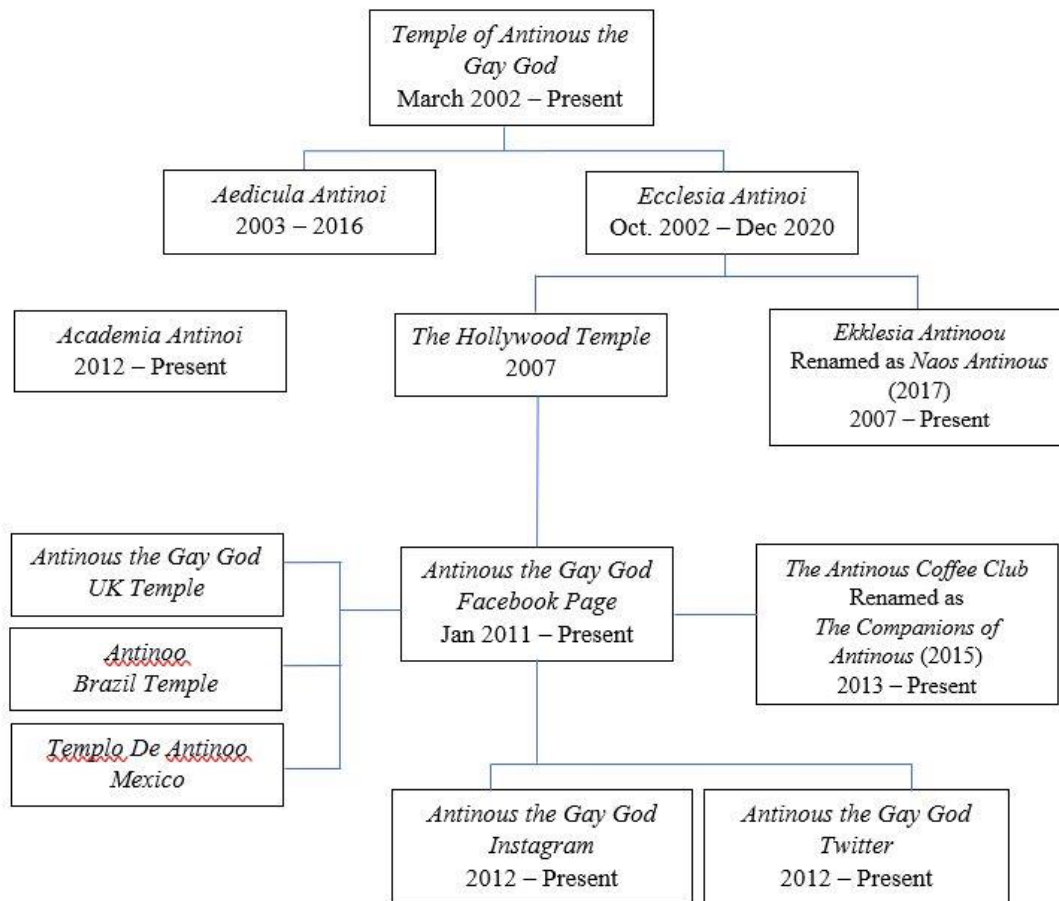 Temple of Antinous the
Gay God
March 2002 – Present
Aedicula Antinoi
2003 – 2016
Ecclesia Antinoi
Oct. 2002 – Dec 2020
Academia Antinoi
2012 – Present
The Hollywood Temple
2007
Ekklesia Antinoou
Renamed as Naos Antinous
(2017)
2007 – Present
Antinous the Gay God
UK Temple
Antinoo
Brazil Temple
Templo De Antinoo
Mexico
Antinous the Gay God
Facebook Page
Jan 2011 – Present
The Antinous Coffee Club
Renamed as
The Companions of
Antinous (2015)
2013 – Present
Antinous the Gay God
Instagram
2012 – Present
Antinous the Gay God
Twitter
2012 – Present